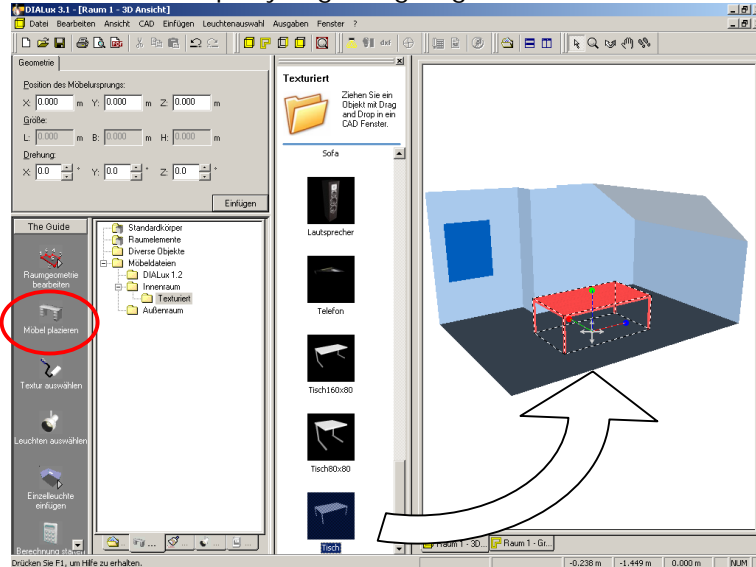 DIALux 3.1 - [Raum 1 - 3D Ansicht]
Datei Bearbeiten Ansicht CAD Einfügen Leuchtenauswahl Ausgaben Fenster ?
Geometrie
Position des Möbelursprungs:
X: 0.000 m Y: 0.000 m Z: 0.000 m
Größe:
L: 0.000 m B: 0.000 m H: 0.000 m
Drehung:
X: 0.0 ° Y: 0.0 ° Z: 0.0 °
Einfügen
The Guide
Raumgeometrie
bearbeiten
Möbel plazieren
Textur auswählen
Leuchten auswählen
Einzelleuchte
einfügen
Berechnung starten
Standardkörper
Raumelemente
Diverse Objekte
Möbeldateien
DIALux 1.2
Innenraum
Texturiert
Außenraum
Texturiert
Ziehen Sie ein
Objekt mit Drag
and Drop in ein
CAD Fenster.
Sofa
Lautsprecher
Telefon
Tisch160x80
Tisch80x80
Tisch
Raum 1 - 3D... Raum 1 - Gr...
Drücken Sie F1, um Hilfe zu erhalten.
-0.238 m -1.449 m 0.000 m NUM